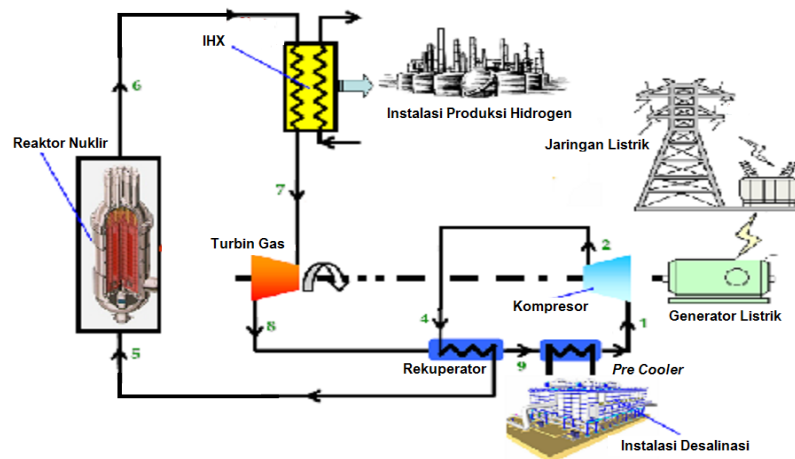 IHX
6
Instalasi Produksi Hidrogen
Jaringan Listrik
Reaktor Nuklir
7
Turbin Gas
2
Kompresor
Generator Listrik
8
4
1
5
Rekuperator
9
Pre Cooler
Instalasi Desalinasi